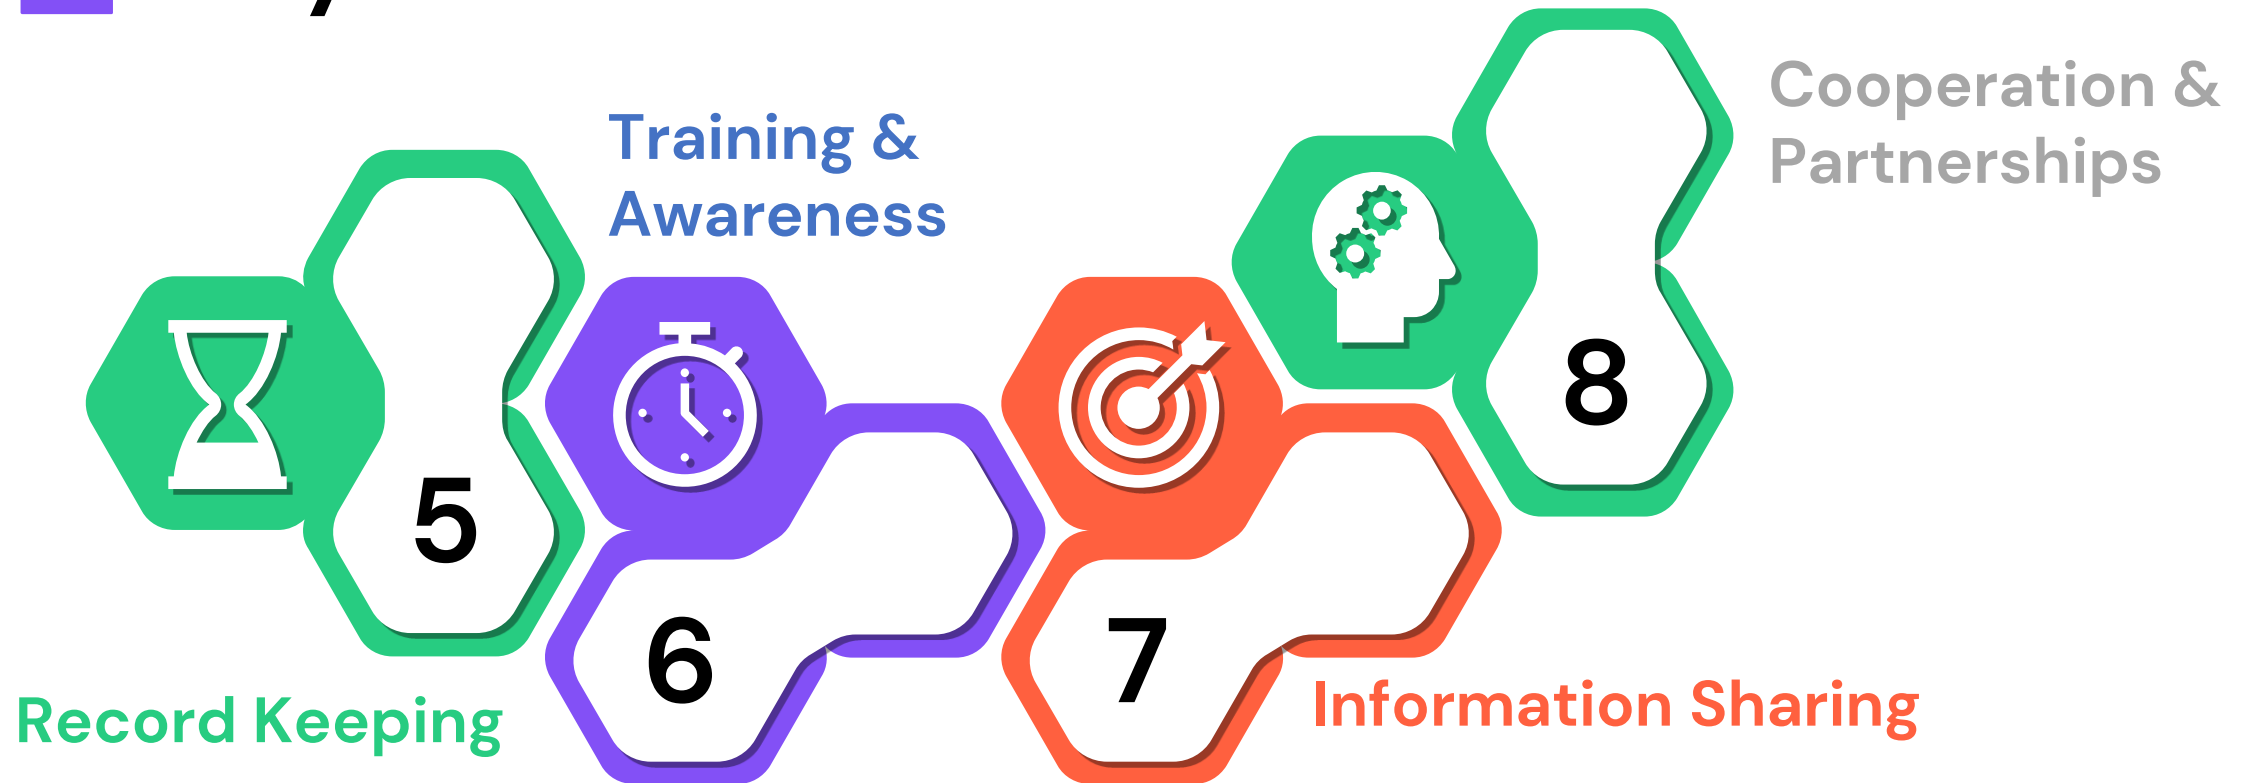 Cooperation &
Partnerships
Training &
Awareness
8
5
6
7
Information Sharing
Record Keeping